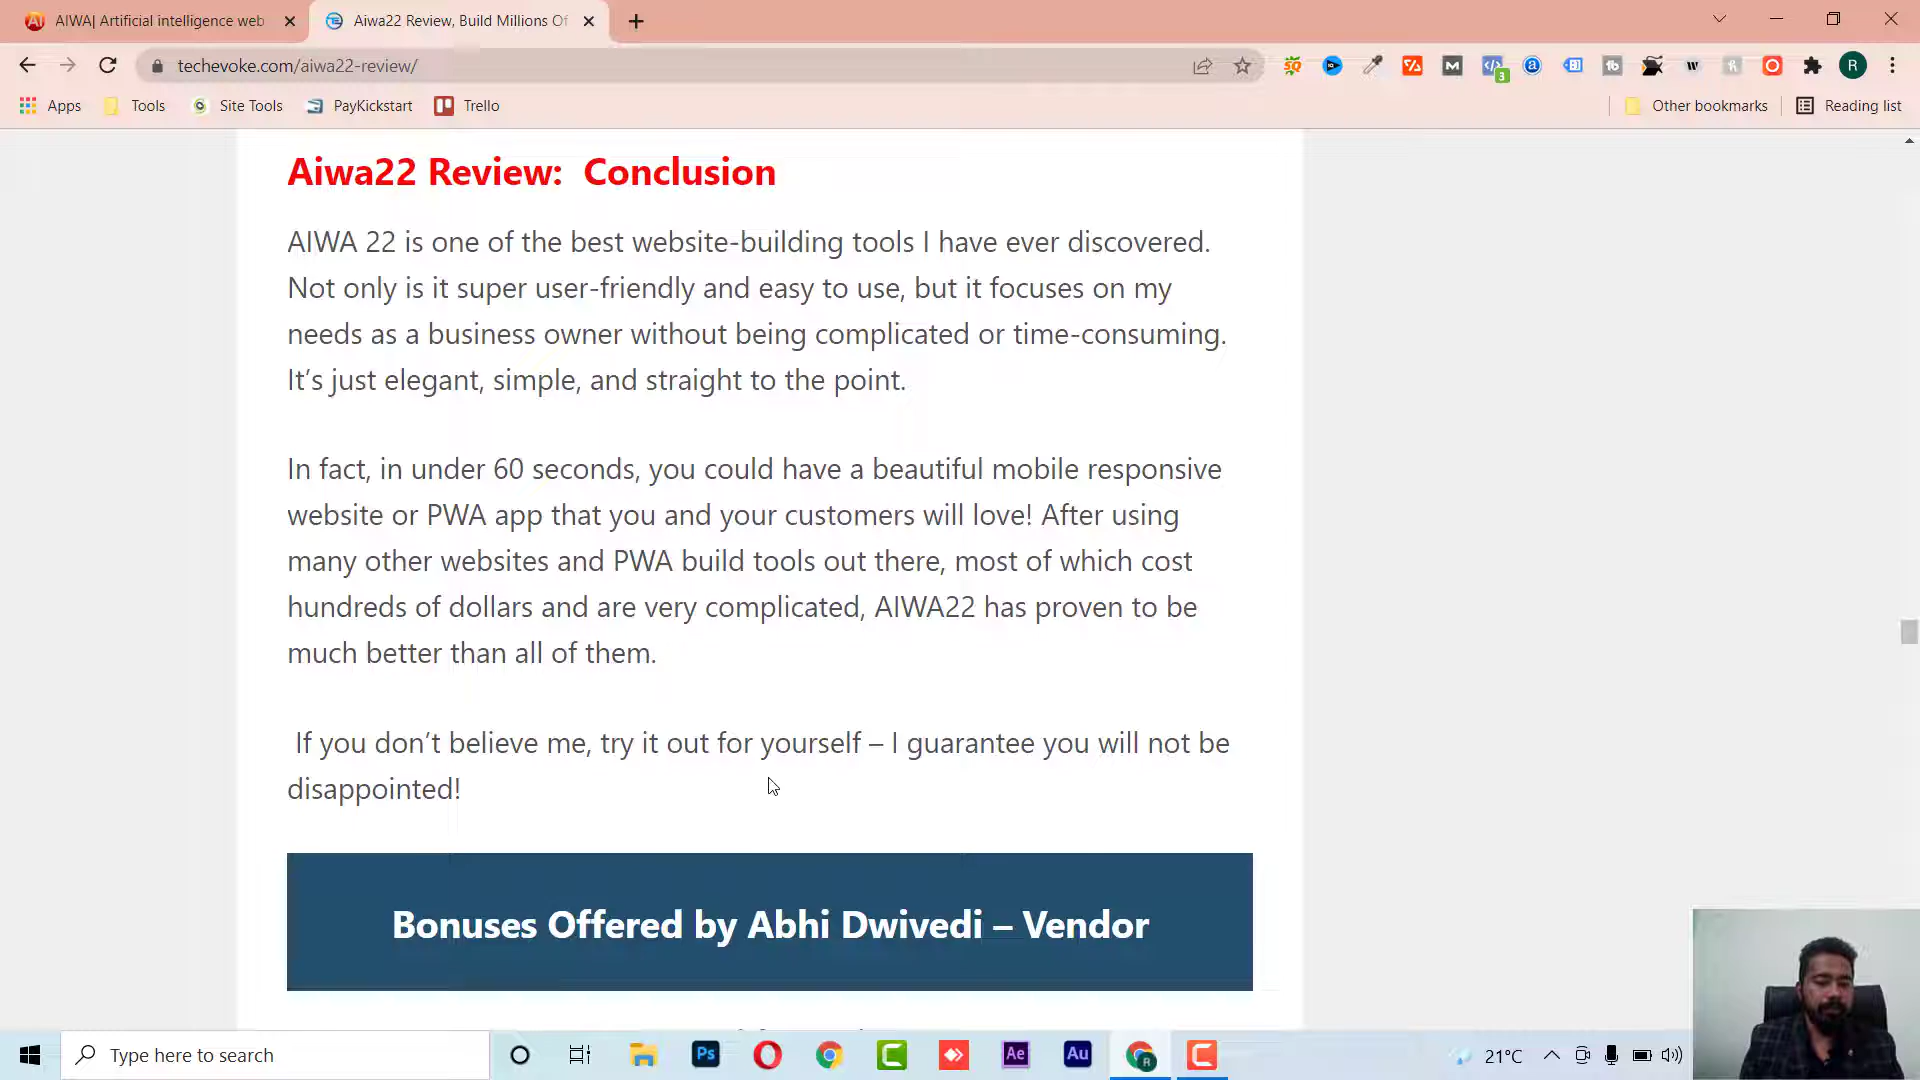 AIWA| Artificial intelligence web
Aiwa22 Review, Build Millions Of
techevoke.com/aiwa22-review/
3
R
Apps
Tools
Site Tools
PayKickstart
Trello
Other bookmarks
Reading list
Aiwa22 Review:  Conclusion
AIWA 22 is one of the best website-building tools I have ever discovered.
Not only is it super user-friendly and easy to use, but it focuses on my
needs as a business owner without being complicated or time-consuming.
It’s just elegant, simple, and straight to the point.
In fact, in under 60 seconds, you could have a beautiful mobile responsive
website or PWA app that you and your customers will love! After using
many other websites and PWA build tools out there, most of which cost
hundreds of dollars and are very complicated, AIWA22 has proven to be
much better than all of them.
If you don’t believe me, try it out for yourself – I guarantee you will not be
disappointed!
Bonuses Offered by Abhi Dwivedi – Vendor
Type here to search
Ps
Ae
Au
21°C